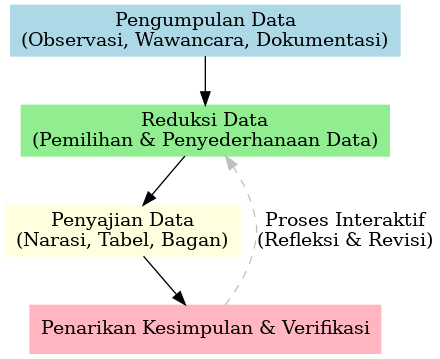 Pengumpulan Data
(Observasi, Wawancara, Dokumentasi)
Reduksi Data
(Pemilihan & Penyederhanaan Data)
Penyajian Data
(Narasi, Tabel, Bagan)
Proses Interaktif
(Refleksi & Revisi)
Penarikan Kesimpulan & Verifikasi